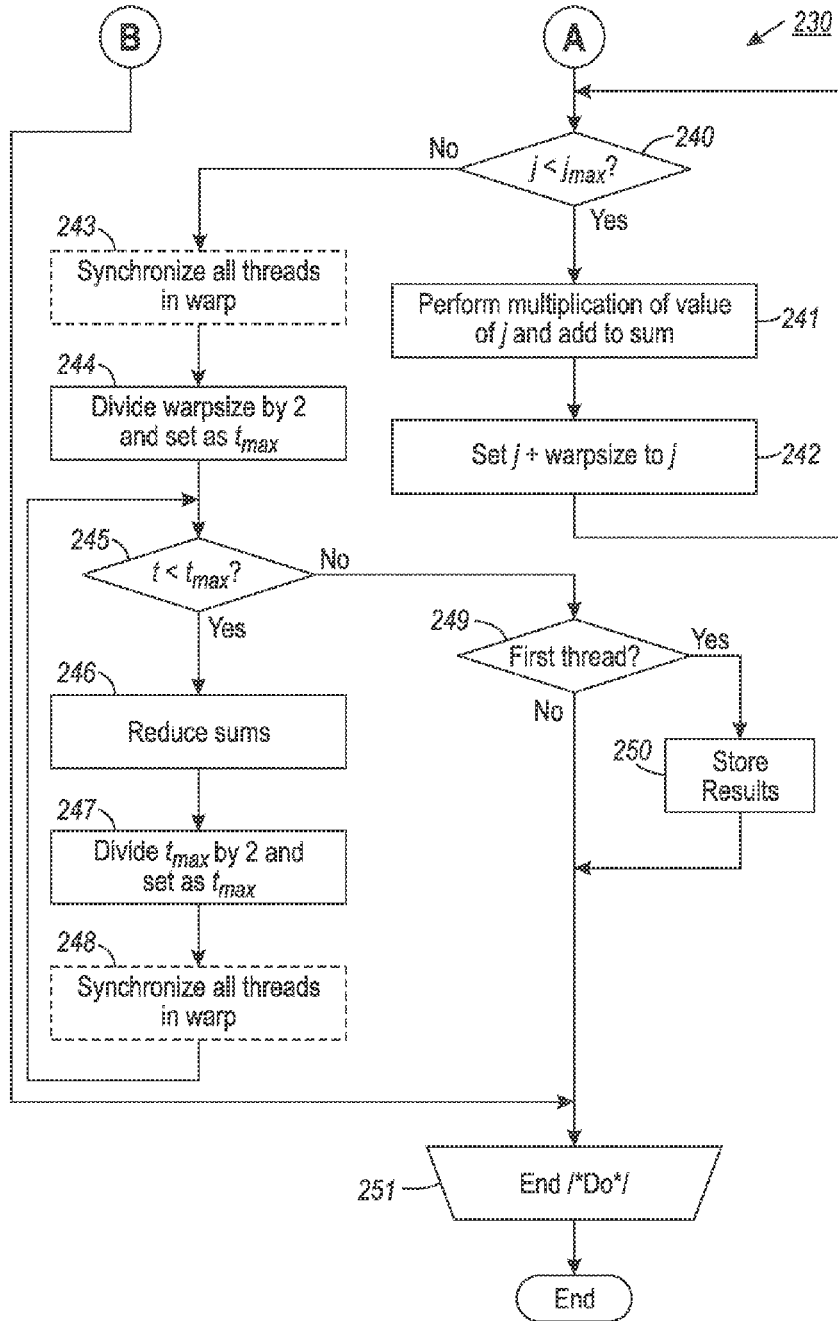 B
A
230
240
j < jmax?
No
Yes
243
Synchronize all threads
in warp
Perform multiplication of value
of j and add to sum
241
244
Divide warpsize by 2
and set as tmax
Set j + warpsize to j
242
245
t < tmax?
No
Yes
249
First thread?
Yes
No
246
Reduce sums
250
Store
Results
247
Divide tmax by 2 and
set as tmax
248
Synchronize all threads
in warp
251
End /*Do*/
End